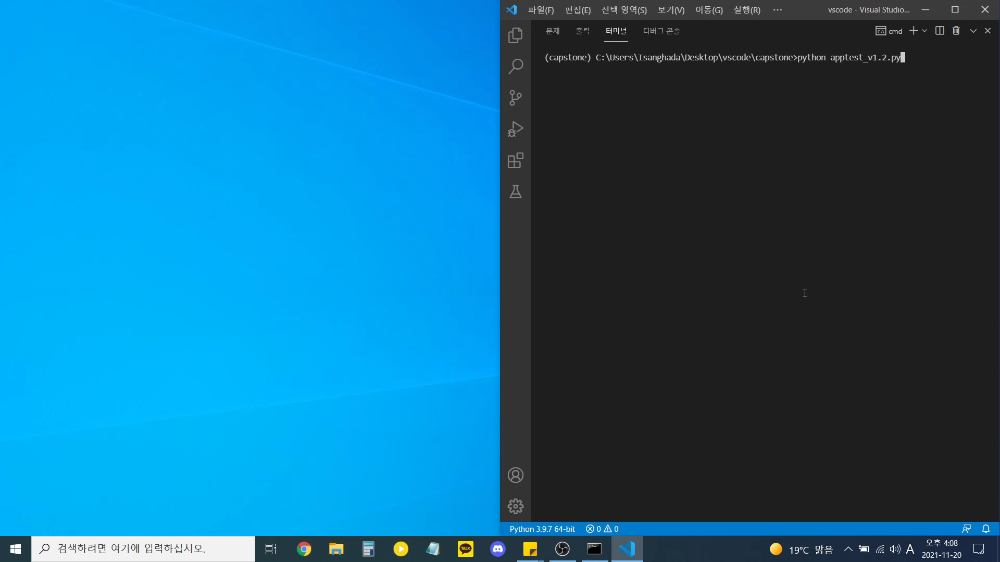 파일(F) 편집(E) 선택 영역(S) 보기(V) 이동(G) 실행(R) ··· vscode - Visual Studio...
문제 출력 터미널 디버그 콘솔 cmd
(capstone) C:\Users\Isanghada\Desktop\vscode\capstone>python apptest_v1.2.py
Python 3.9.7 64-bit 0 0
검색하려면 여기에 입력하십시오. TALK 19°C 맑음 A 오후 4:08
2021-11-20